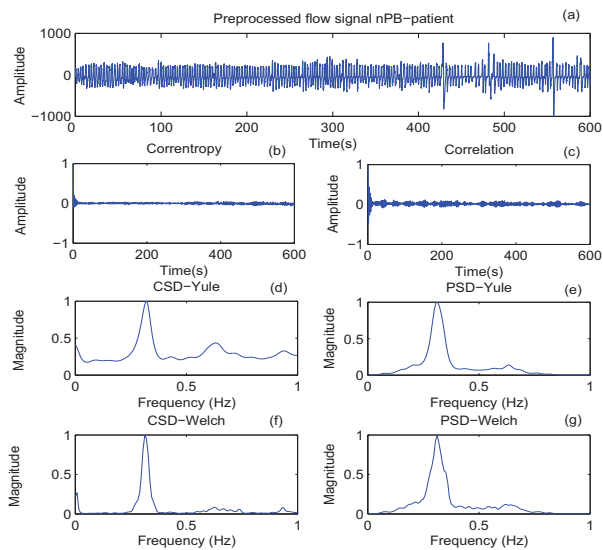 Preprocessed flow signal nPB−patient
(a)
Amplitude
1000
0
−1000
0 100 200 300 400 500 600
Time(s)
Correntropy
(b)
Amplitude
1
0
−1
0 200 400 600
Time(s)
Correlation
(c)
Amplitude
1
0
−1
0 200 400 600
Time(s)
CSD−Yule
(d)
Magnitude
1
0.5
0
0 0.5 1
Frequency (Hz)
PSD−Yule
(e)
Magnitude
1
0.5
0
0 0.5 1
Frequency (Hz)
CSD−Welch
(f)
Magnitude
1
0.5
0
0 0.5 1
Frequency (Hz)
PSD−Welch
(g)
Magnitude
1
0.5
0
0 0.5 1
Frequency (Hz)